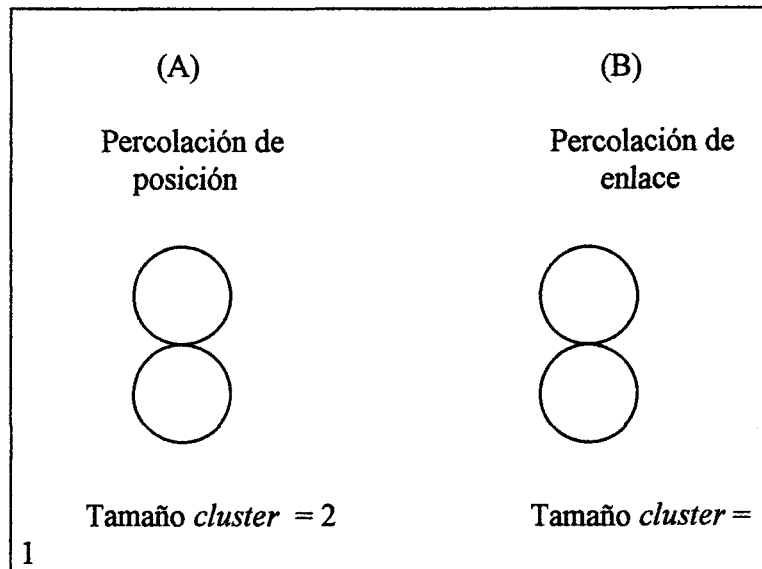 (A) (B)
Percolación de Percolación de
posición enlace
Tamaño cluster = 2 Tamaño cluster =
1